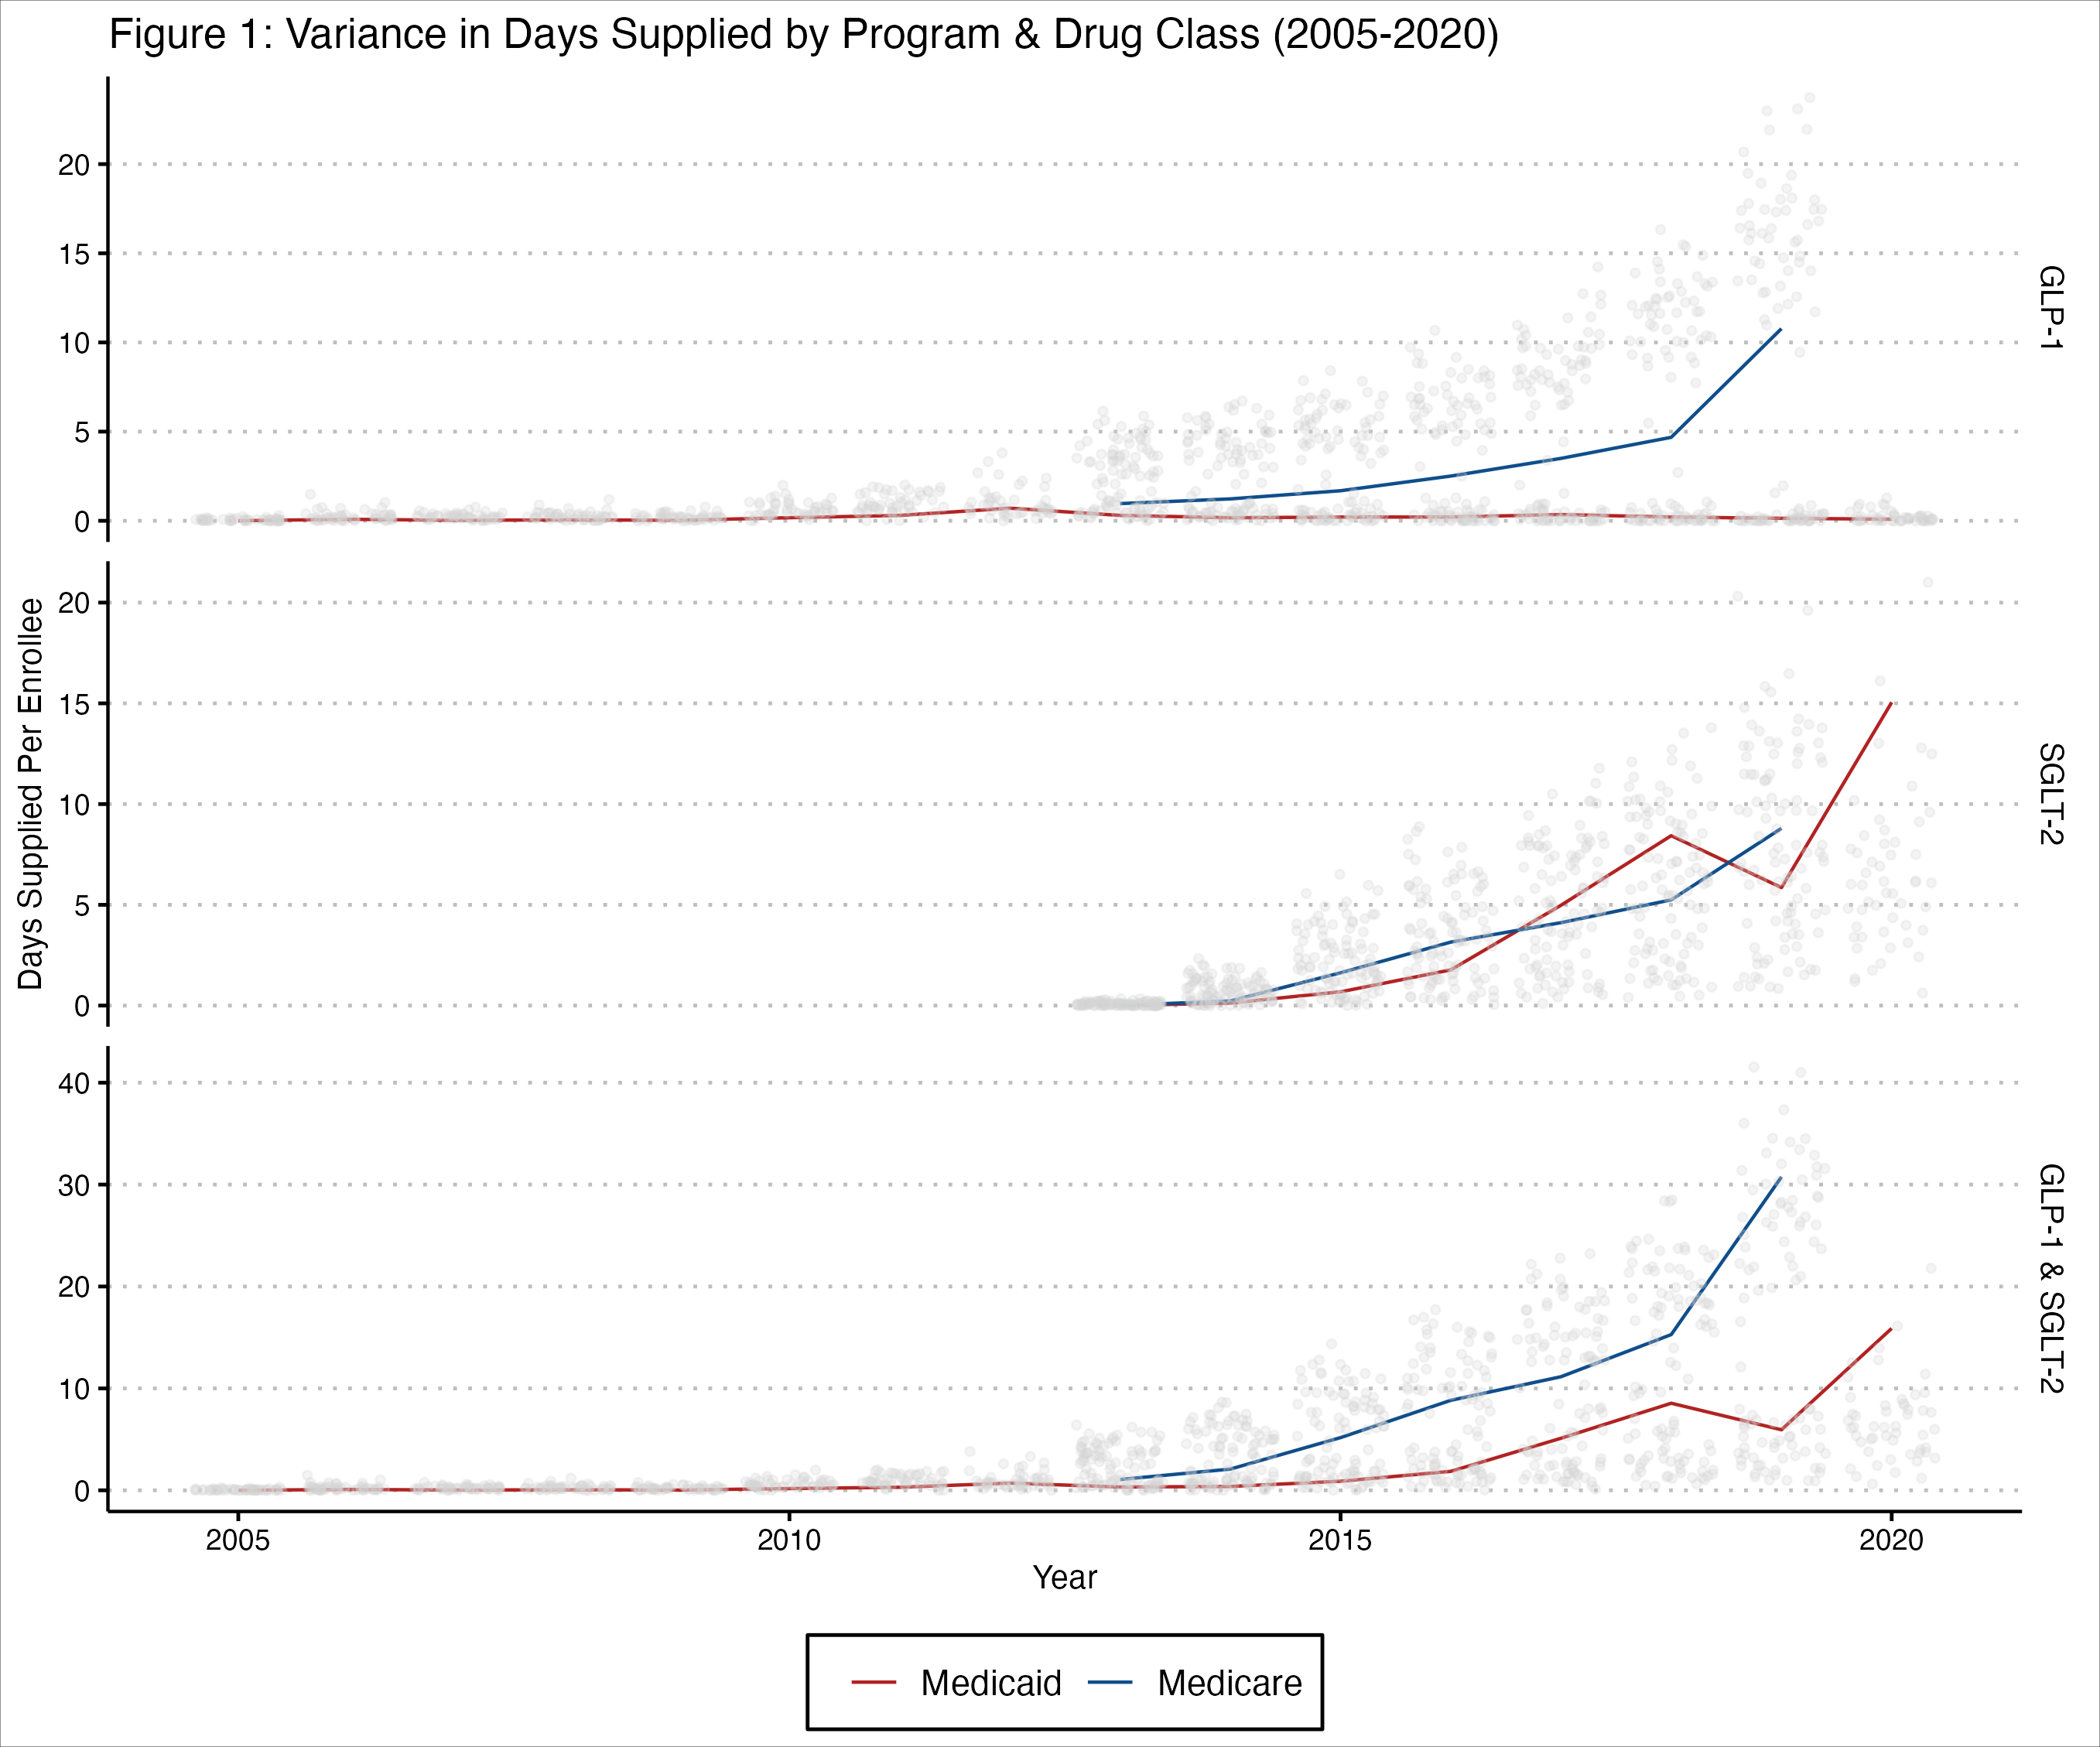 Figure 1: Variance in Days Supplied by Program & Drug Class (2005-2020)
Days Supplied Per Enrollee
20
15
10
5
0
GLP-1
20
15
10
5
0
SGLT-2
40
30
20
10
0
GLP-1 & SGLT-2
2005 2010 2015 2020
Year
Medicaid Medicare